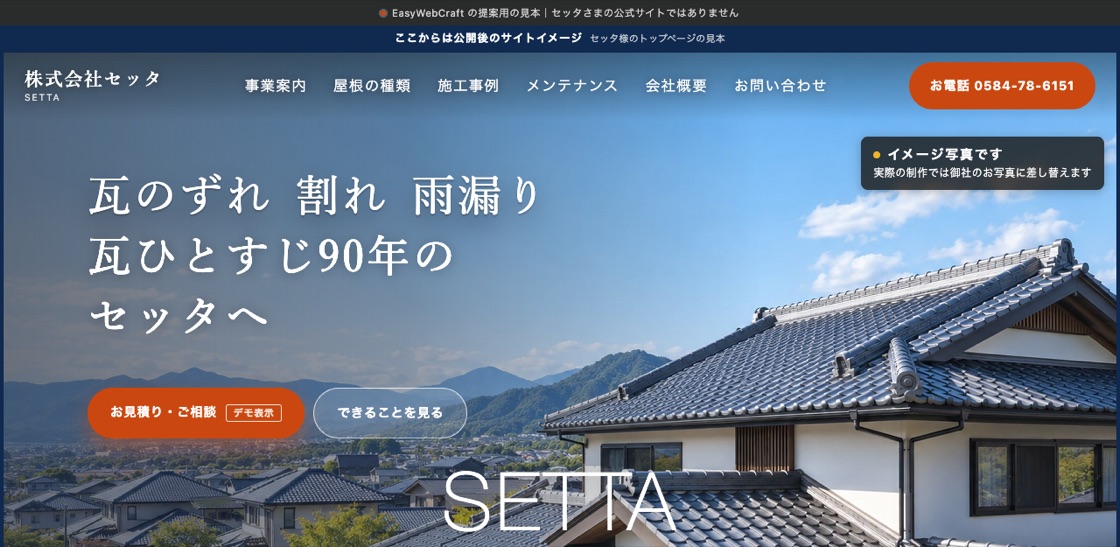 EasyWebCraft の提案用の見本｜セッタさまの公式サイトではありません
ここからは公開後のサイトイメージ セッタ様のトップページの見本
株式会社セッタ
SETTA
事業案内 屋根の種類 施工事例 メンテナンス 会社概要 お問い合わせ
お電話 0584-78-6151
イメージ写真です
実際の制作では御社のお写真に差し替えます
瓦のずれ 割れ 雨漏り
瓦ひとすじ90年の
セッタへ
お見積り・ご相談 デモ表示
できることを見る
SETTA